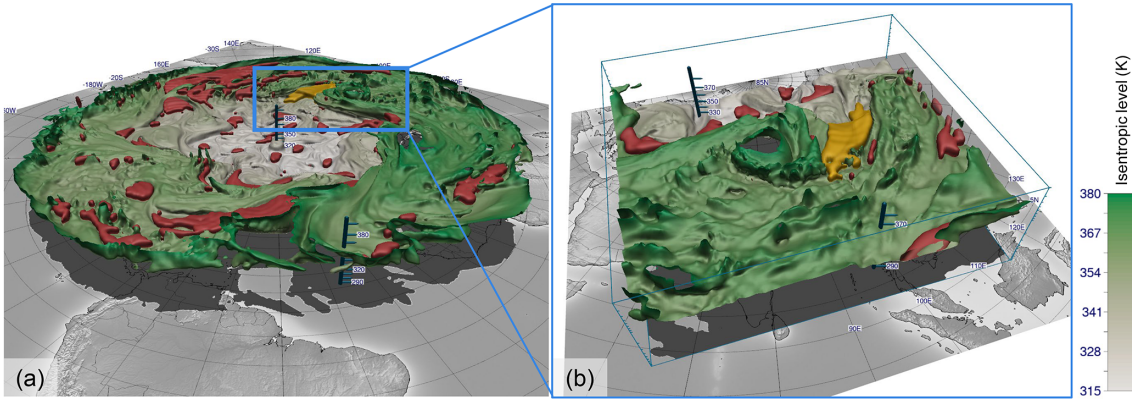 -30S
140E
120E
160E
-20S
-180W
380
350
320
380
320
290
(a)
85N
370
350
330
130E
5N
120E
370
290
110E
100E
90E
(b)
Isentropic level (K)
380
367
354
341
328
315